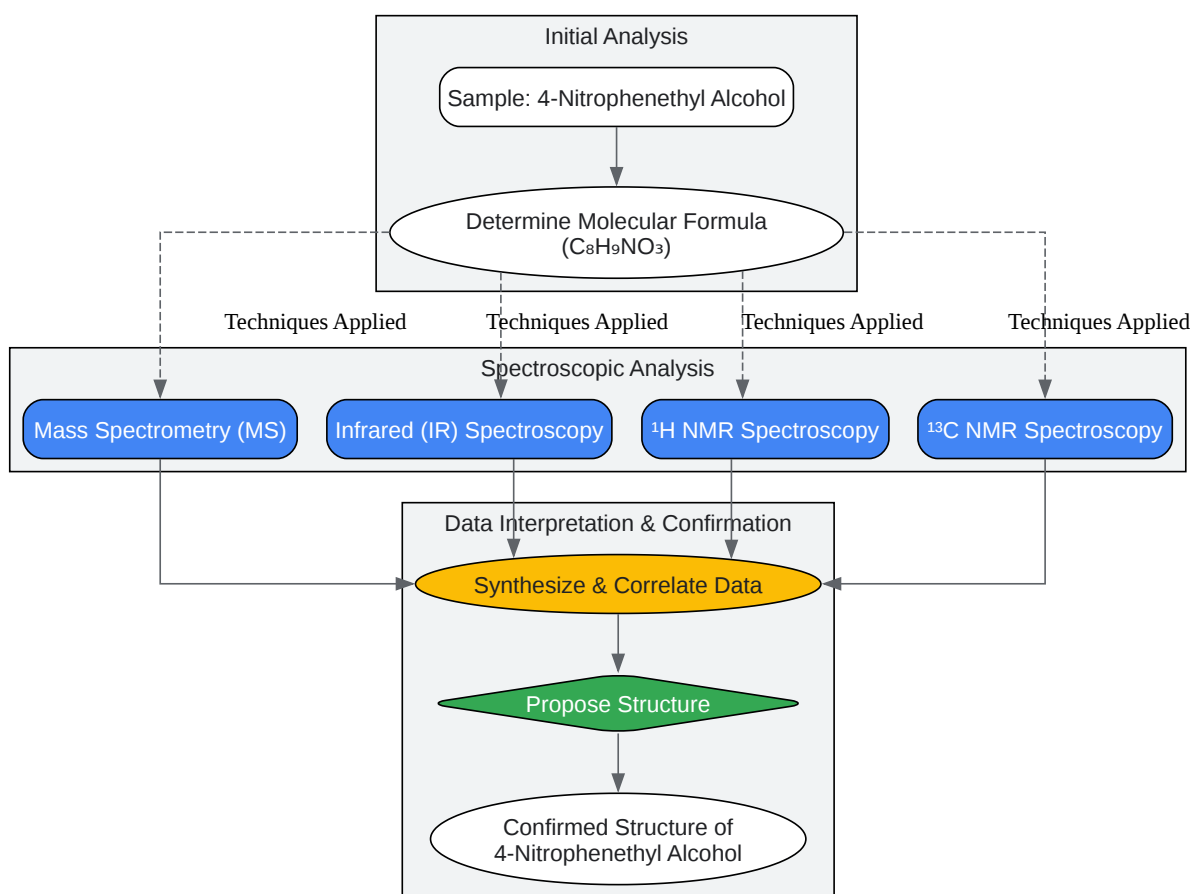 Initial Analysis
Sample: 4-Nitrophenethyl Alcohol
Determine Molecular Formula
(C₈H₉NO₃)
Techniques Applied
Techniques Applied
Techniques Applied
Techniques Applied
Spectroscopic Analysis
Mass Spectrometry (MS)
Infrared (IR) Spectroscopy
¹H NMR Spectroscopy
¹³C NMR Spectroscopy
Data Interpretation & Confirmation
Synthesize & Correlate Data
Propose Structure
Confirmed Structure of
4-Nitrophenethyl Alcohol